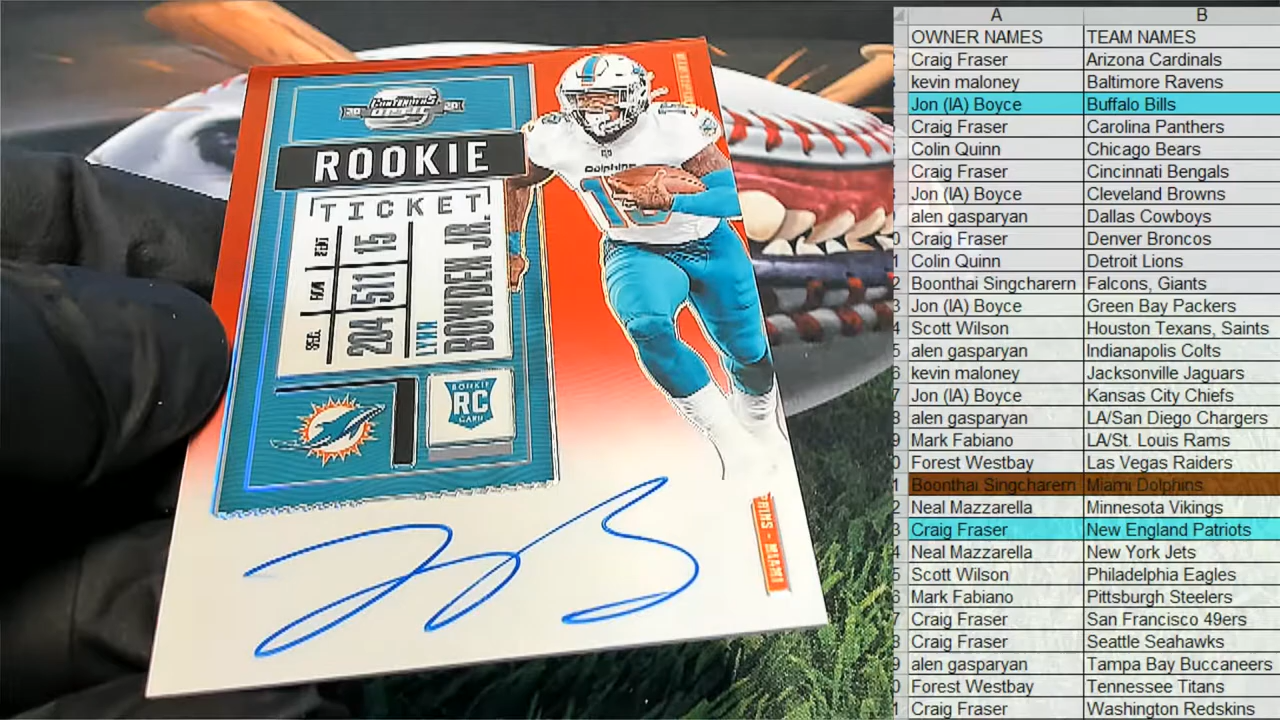 20 CONTENDERS 20
OPTIC
ROOKIE
TICKET
SEC 204
ROW 511
SEAT 15
LYNN
BOWDEN JR.
ROOKIE
RC
CARD
Dolphins
15
MIAMI
A B
OWNER NAMES TEAM NAMES
Craig Fraser Arizona Cardinals
kevin maloney Baltimore Ravens
Jon (IA) Boyce Buffalo Bills
Craig Fraser Carolina Panthers
Colin Quinn Chicago Bears
Craig Fraser Cincinnati Bengals
Jon (IA) Boyce Cleveland Browns
alen gasparyan Dallas Cowboys
Craig Fraser Denver Broncos
Colin Quinn Detroit Lions
Boonthai Singcharern Falcons, Giants
Jon (IA) Boyce Green Bay Packers
Scott Wilson Houston Texans, Saints
alen gasparyan Indianapolis Colts
kevin maloney Jacksonville Jaguars
Jon (IA) Boyce Kansas City Chiefs
alen gasparyan LA/San Diego Chargers
Mark Fabiano LA/St. Louis Rams
Forest Westbay Las Vegas Raiders
Boonthai Singcharern Miami Dolphins
Neal Mazzarella Minnesota Vikings
Craig Fraser New England Patriots
Neal Mazzarella New York Jets
Scott Wilson Philadelphia Eagles
Mark Fabiano Pittsburgh Steelers
Craig Fraser San Francisco 49ers
Craig Fraser Seattle Seahawks
alen gasparyan Tampa Bay Buccaneers
Forest Westbay Tennessee Titans
Craig Fraser Washington Redskins